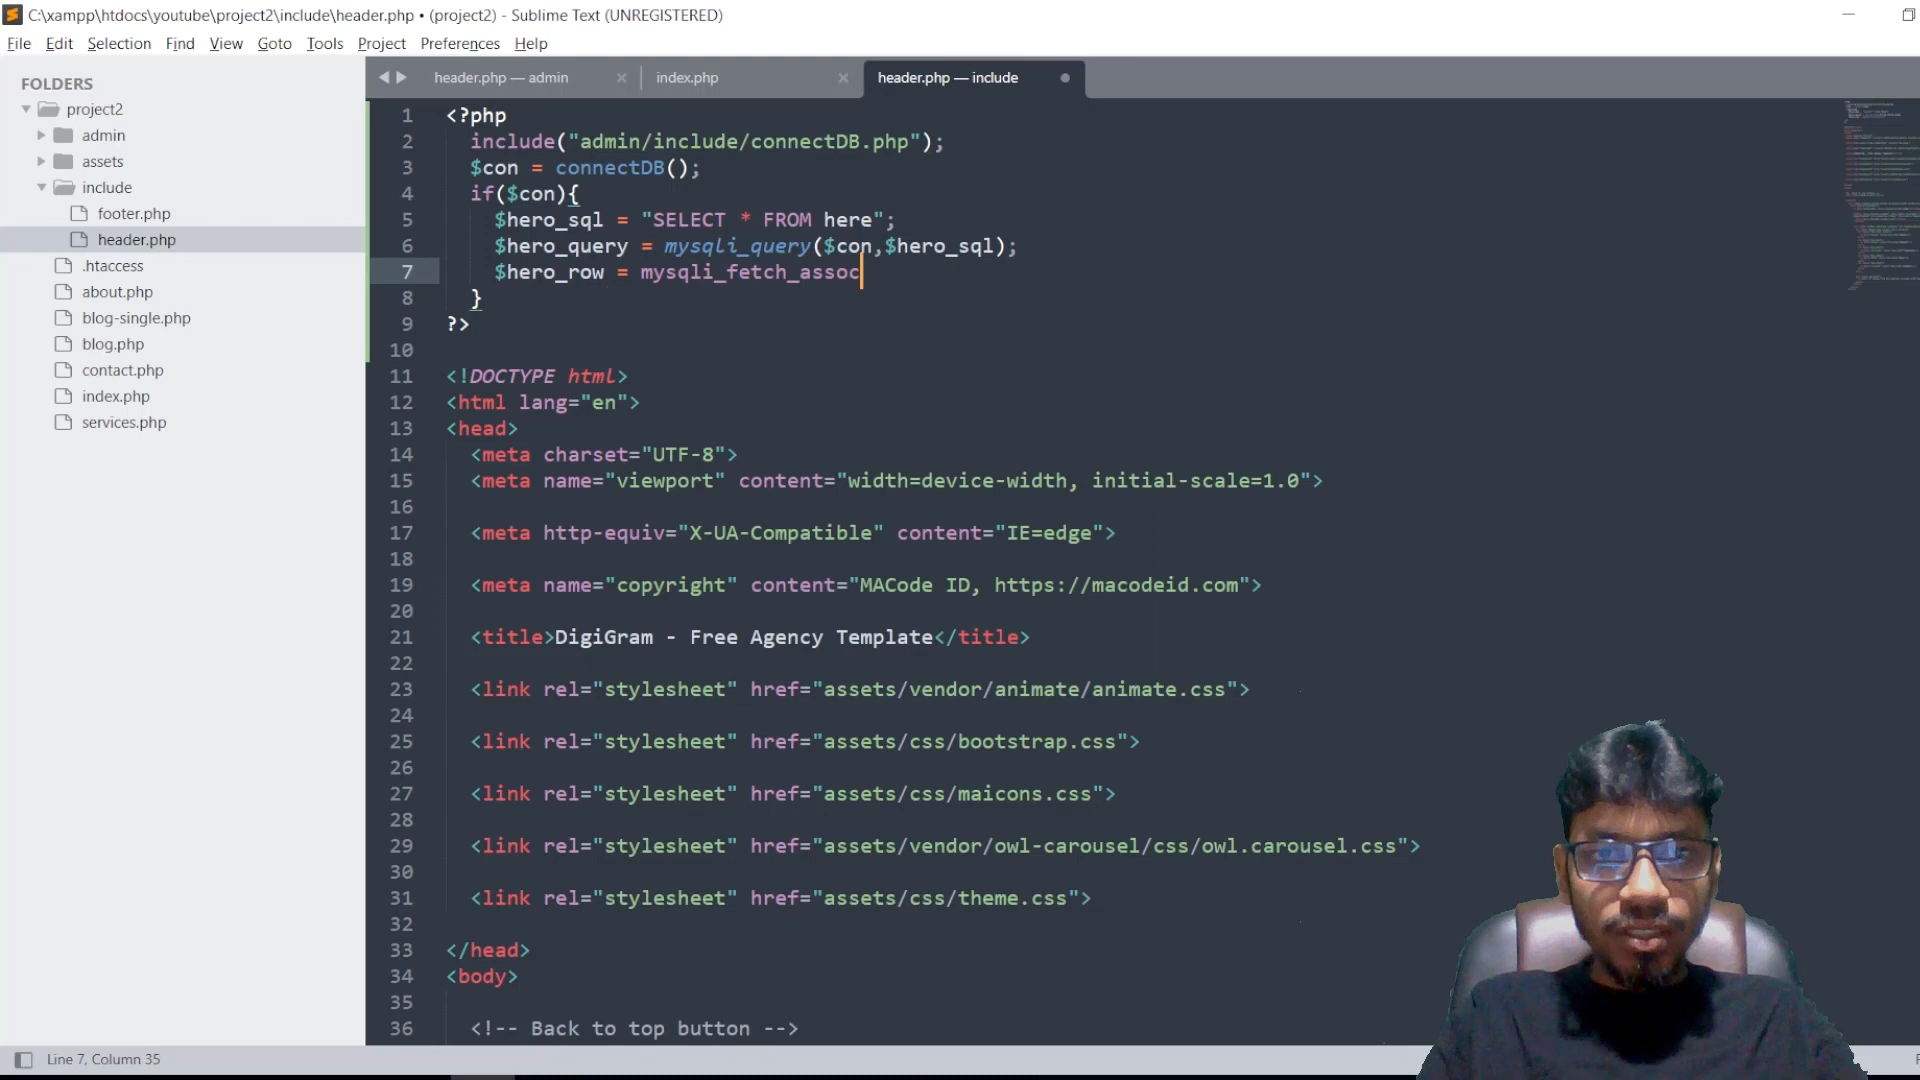 C:\xampp\htdocs\youtube\project2\include\header.php • (project2) - Sublime Text (UNREGISTERED)
File Edit Selection Find View Goto Tools Project Preferences Help
FOLDERS
project2
admin
assets
include
footer.php
header.php
.htaccess
about.php
blog-single.php
blog.php
contact.php
index.php
services.php
header.php — admin
index.php
header.php — include
1 <?php
2 include("admin/include/connectDB.php");
3 $con = connectDB();
4 if($con){
5 $hero_sql = "SELECT * FROM here";
6 $hero_query = mysqli_query($con,$hero_sql);
7 $hero_row = mysqli_fetch_assoc
8 }
9 ?>
10
11 <!DOCTYPE html>
12 <html lang="en">
13 <head>
14 <meta charset="UTF-8">
15 <meta name="viewport" content="width=device-width, initial-scale=1.0">
16
17 <meta http-equiv="X-UA-Compatible" content="IE=edge">
18
19 <meta name="copyright" content="MACode ID, https://macodeid.com">
20
21 <title>DigiGram - Free Agency Template</title>
22
23 <link rel="stylesheet" href="assets/vendor/animate/animate.css">
24
25 <link rel="stylesheet" href="assets/css/bootstrap.css">
26
27 <link rel="stylesheet" href="assets/css/maicons.css">
28
29 <link rel="stylesheet" href="assets/vendor/owl-carousel/css/owl.carousel.css">
30
31 <link rel="stylesheet" href="assets/css/theme.css">
32
33 </head>
34 <body>
35
36 <!-- Back to top button -->
Line 7, Column 35